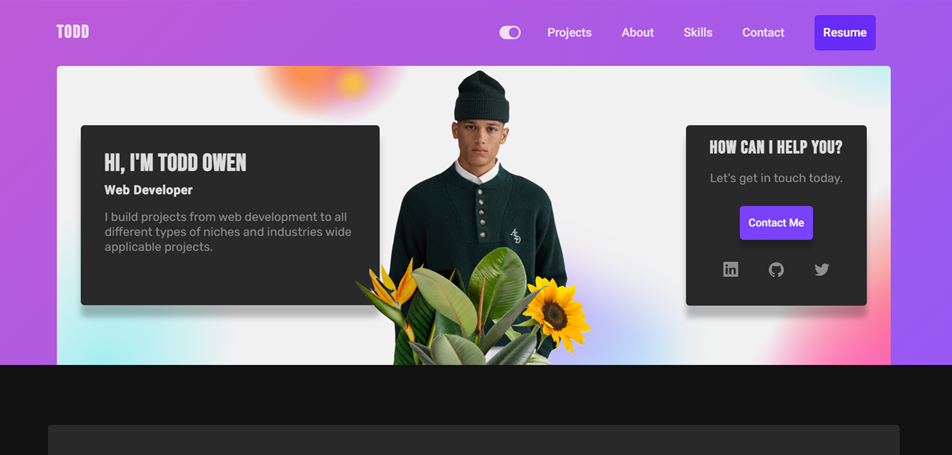 TODD
Projects
About
Skills
Contact
Resume
HI, I'M TODD OWEN
Web Developer
I build projects from web development to all
different types of niches and industries wide
applicable projects.
HOW CAN I HELP YOU?
Let's get in touch today.
Contact Me
in